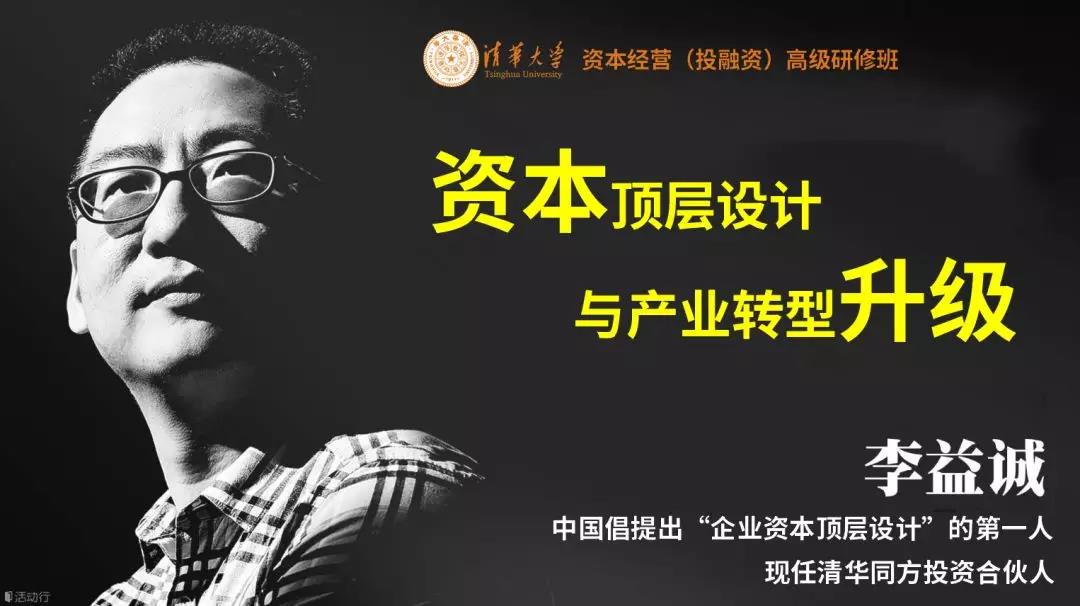 清华大学
Tsinghua University
资本经营（投融资）高级研修班
资本顶层设计
与产业转型升级
李益诚
中国倡提出“企业资本顶层设计”的第一人
现任清华同方投资合伙人
活动行